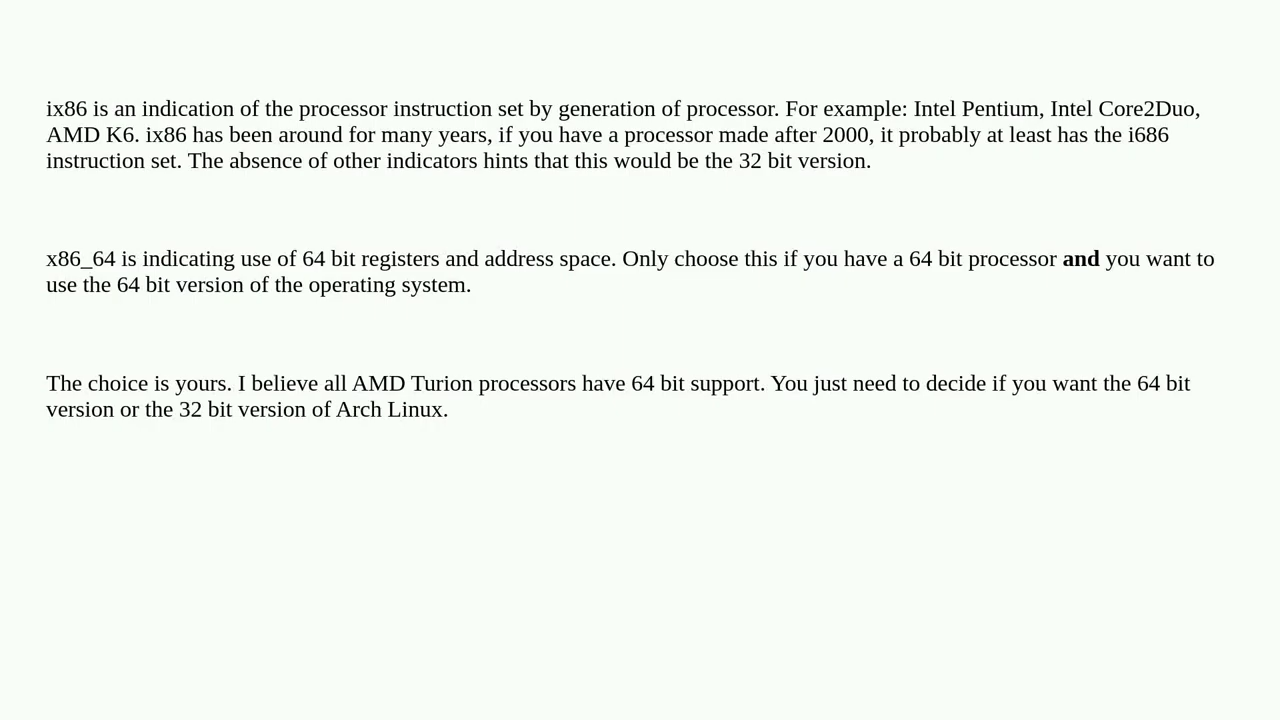 ix86 is an indication of the processor instruction set by generation of processor. For example: Intel Pentium, Intel Core2Duo,
AMD K6. ix86 has been around for many years, if you have a processor made after 2000, it probably at least has the i686
instruction set. The absence of other indicators hints that this would be the 32 bit version.
x86_64 is indicating use of 64 bit registers and address space. Only choose this if you have a 64 bit processor and you want to
use the 64 bit version of the operating system.
The choice is yours. I believe all AMD Turion processors have 64 bit support. You just need to decide if you want the 64 bit
version or the 32 bit version of Arch Linux.